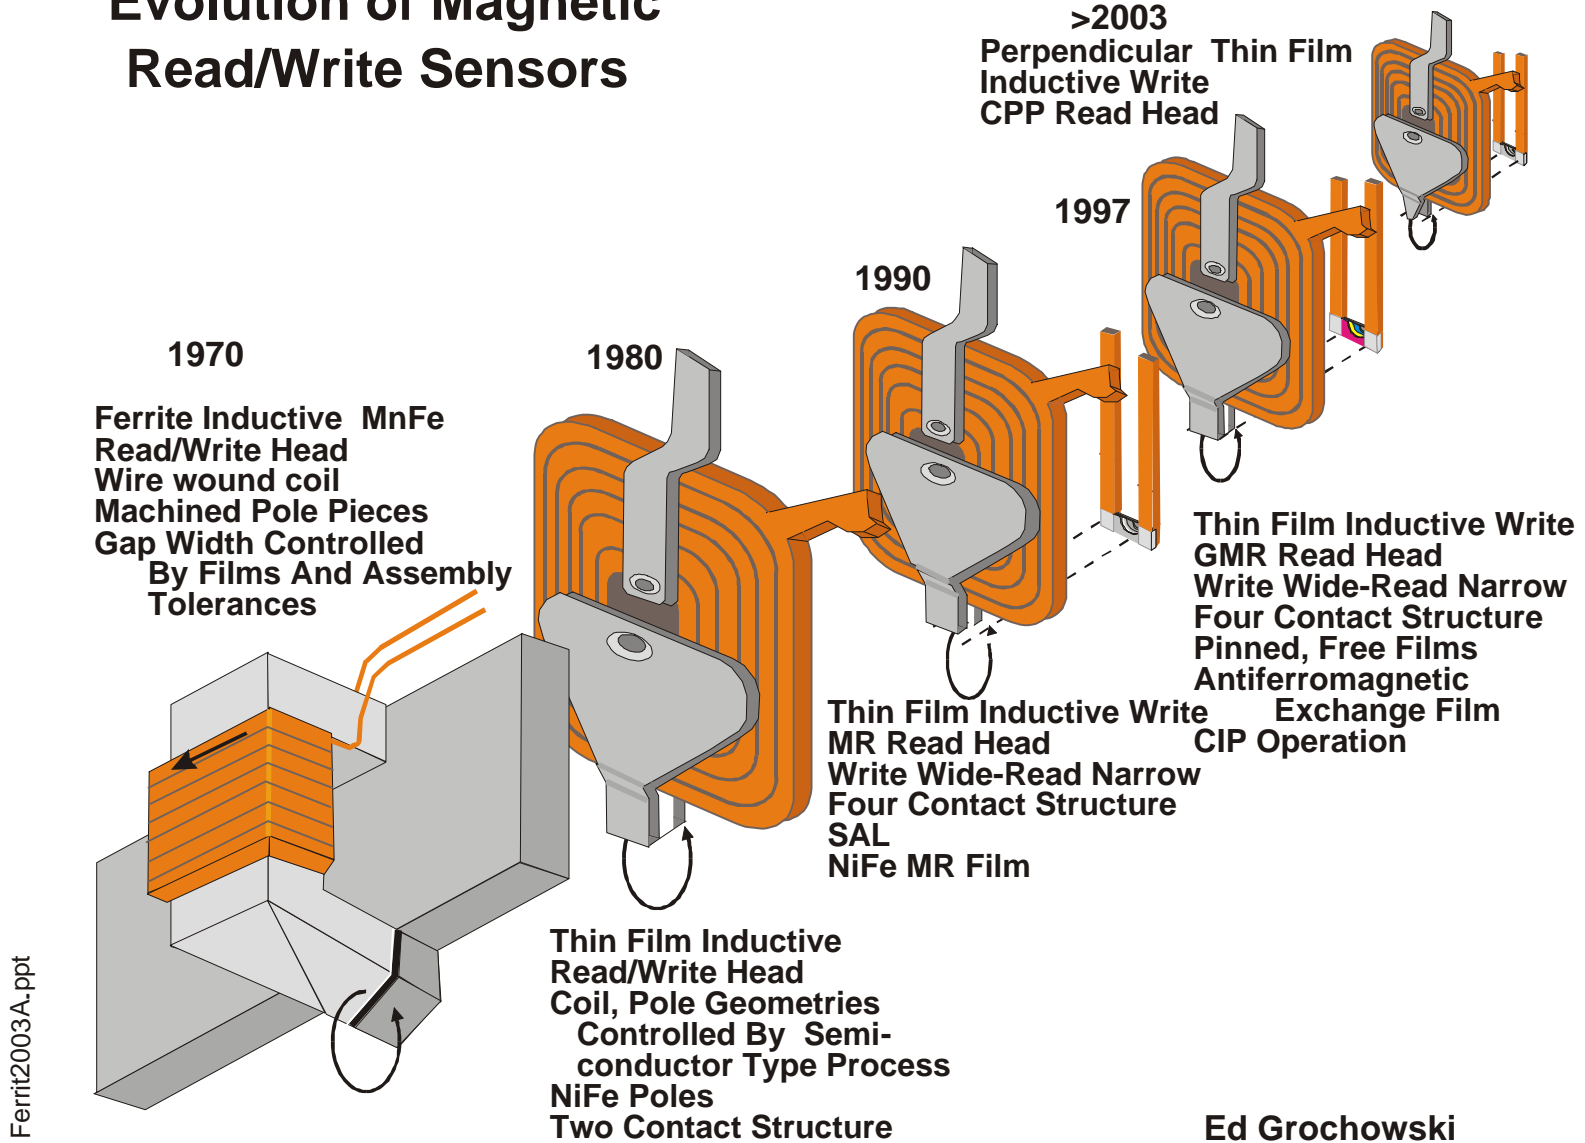 Evolution of Magnetic
Read/Write Sensors
>2003
Perpendicular Thin Film
Inductive Write
CPP Read Head
1997
1990
1970
1980
Ferrite Inductive MnFe
Read/Write Head
Wire wound coil
Machined Pole Pieces
Gap Width Controlled
By Films And Assembly
Tolerances
Thin Film Inductive Write
GMR Read Head
Write Wide-Read Narrow
Four Contact Structure
Pinned, Free Films
Antiferromagnetic
Exchange Film
CIP Operation
Thin Film Inductive Write
MR Read Head
Write Wide-Read Narrow
Four Contact Structure
SAL
NiFe MR Film
Thin Film Inductive
Read/Write Head
Coil, Pole Geometries
Controlled By Semi-
conductor Type Process
NiFe Poles
Two Contact Structure
Ed Grochowski
Ferrit2003A.ppt